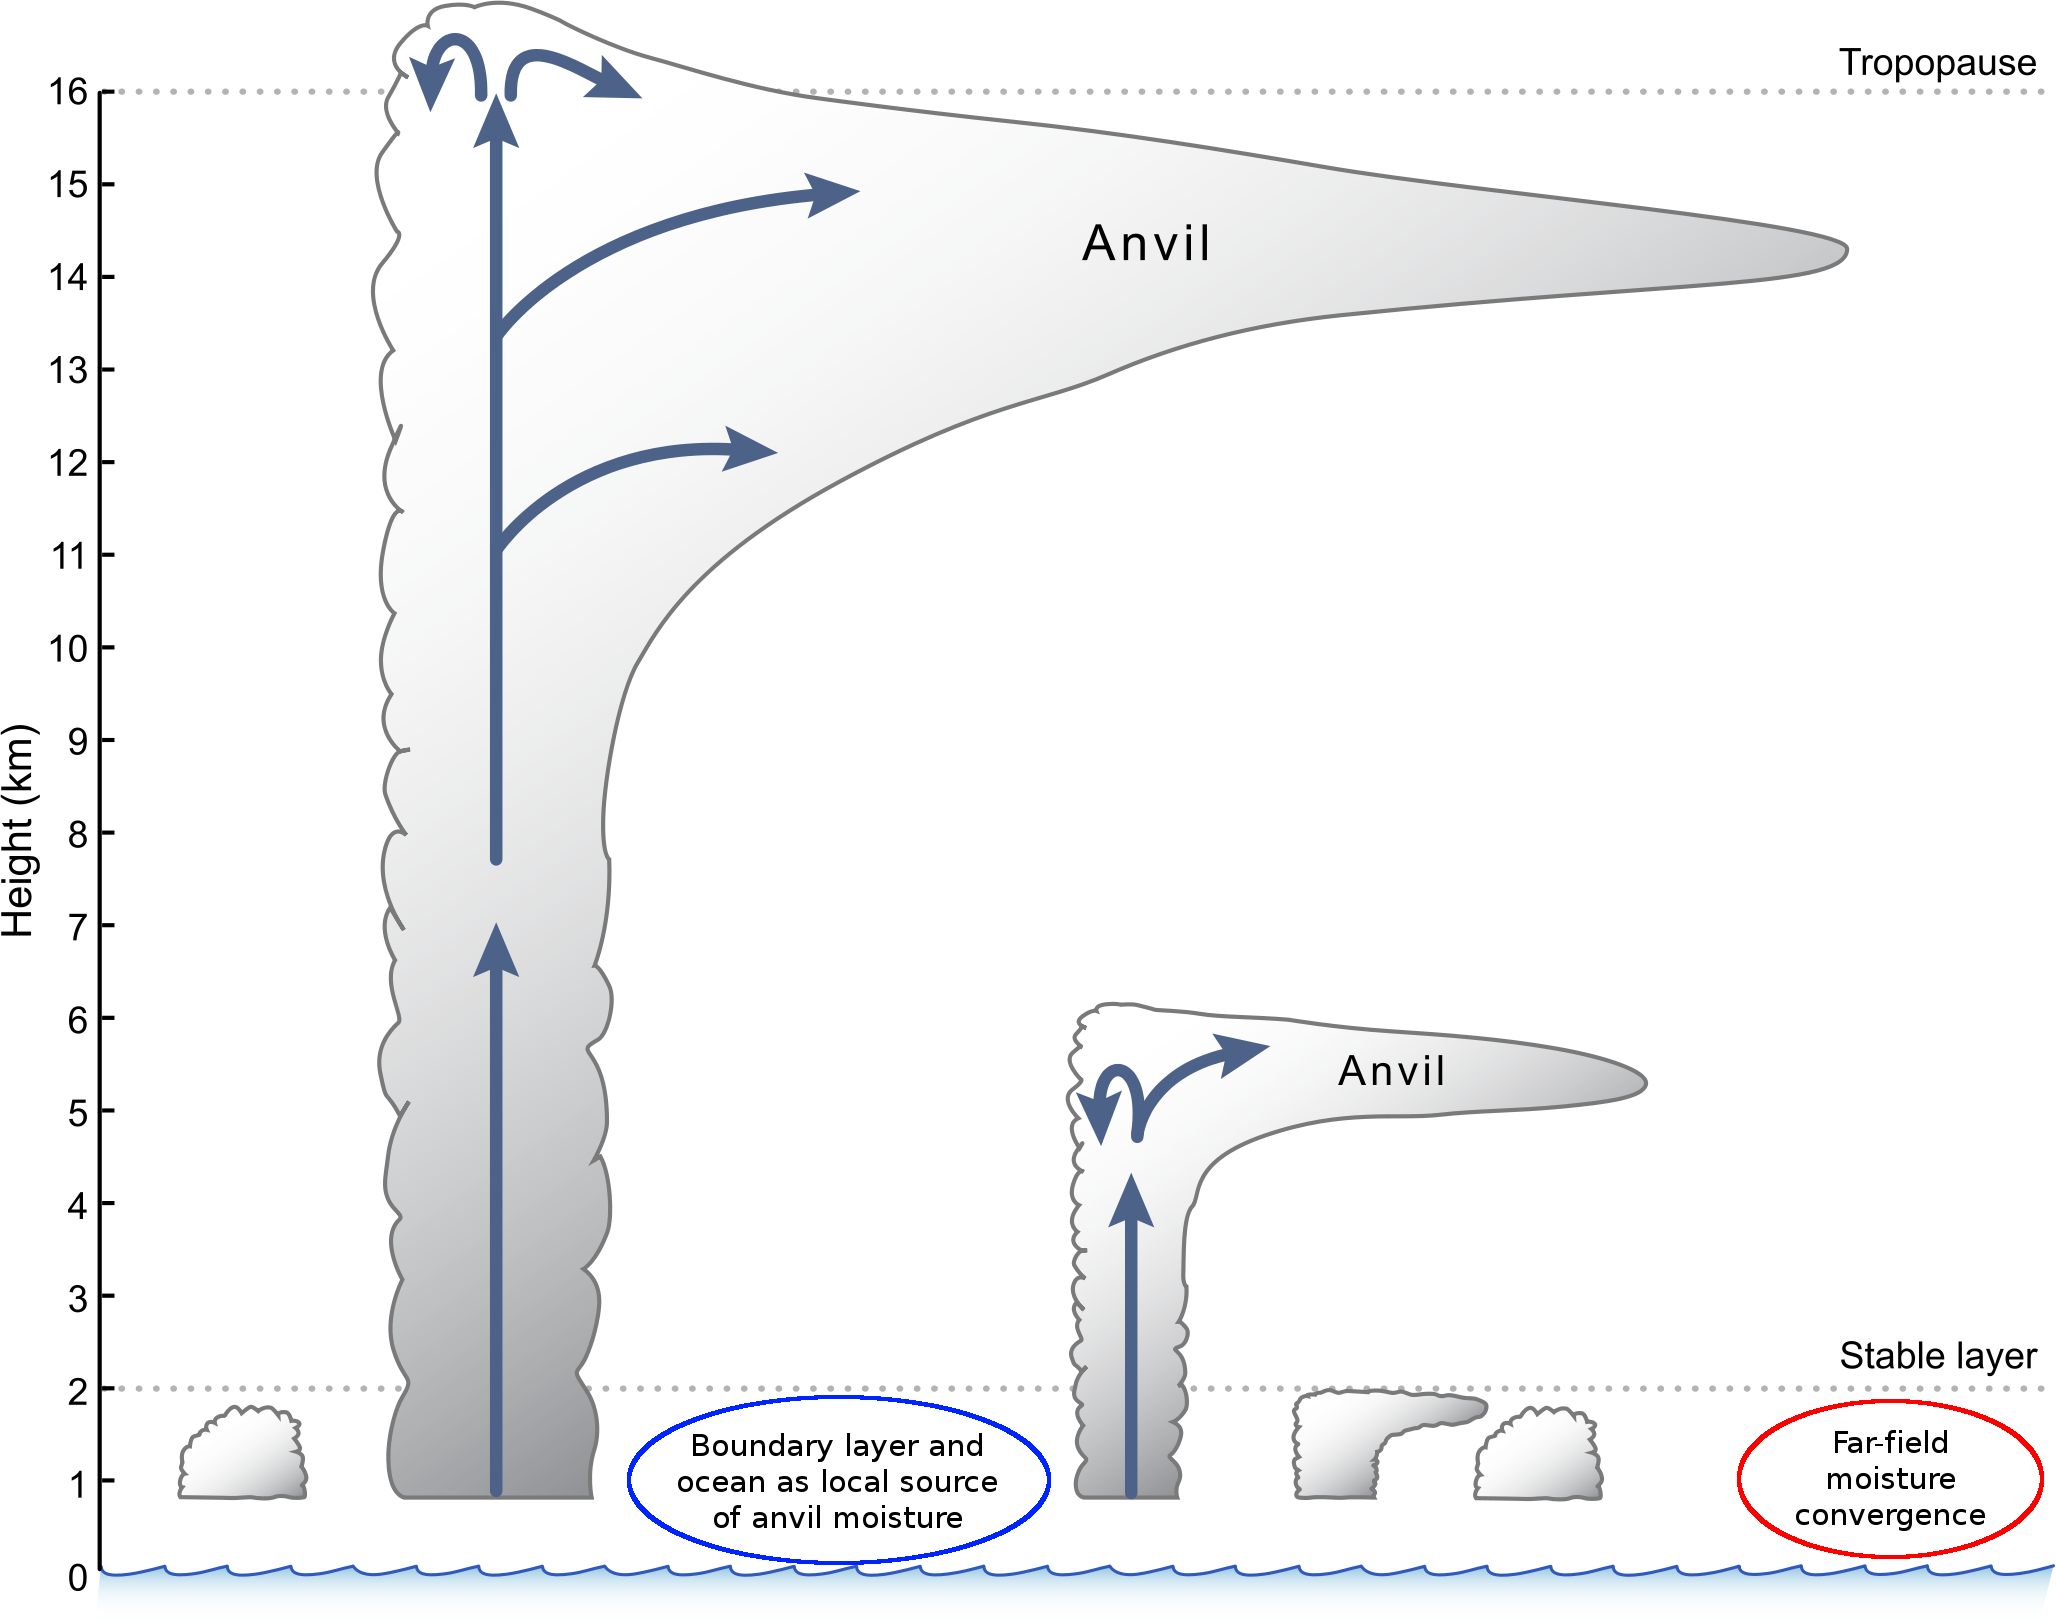 Tropopause
16
15
Anvil
14
13
12
11
10
9
8
7
6
Anvil
5
4
3
Stable layer
2
Boundary layer and
ocean as local source
of anvil moisture
Far-field
moisture
convergence
1
0
Height (km)